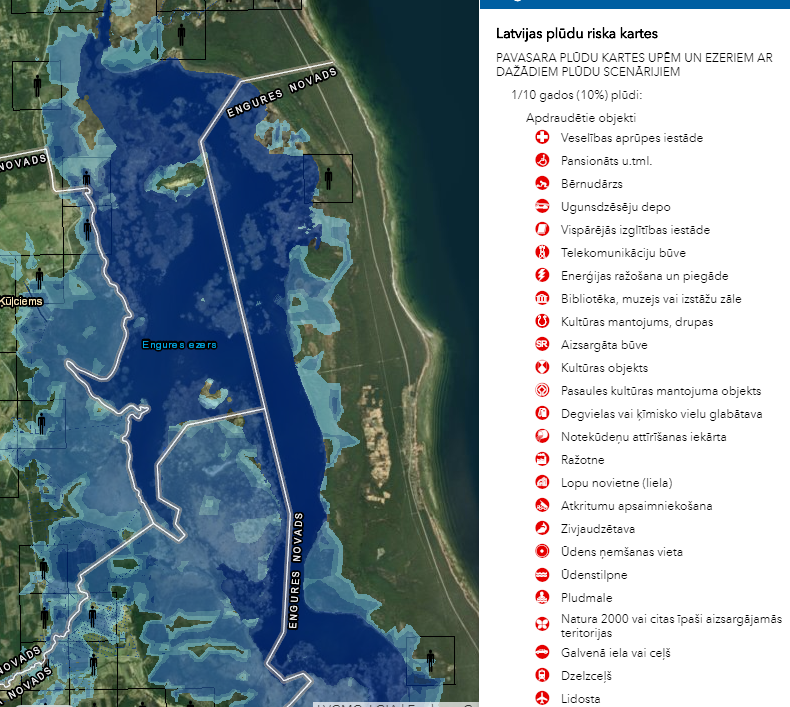 ENGURES NOVADS
NOVADS
Ķūļciems
Engures ezers
ENGURES NOVADS
NOVADS
NOVADS
Latvijas plūdu riska kartes
PAVASARA PLŪDU KARTES UPĒM UN EZERIEM AR
DAŽĀDIEM PLŪDU SCENĀRIJIEM
1/10 gados (10%) plūdi:
Apdraudētie objekti
Veselības aprūpes iestāde
Pansionāts u.tml.
Bērnudārzs
Ugunsdzēsēju depo
Vispārējās izglītības iestāde
Telekomunikāciju būve
Enerģijas ražošana un piegāde
Bibliotēka, muzejs vai izstāžu zāle
Kultūras mantojums, drupas
SR Aizsargāta būve
Kultūras objekts
Pasaules kultūras mantojuma objekts
Degvielas vai ķīmisko vielu glabātava
Notekūdeņu attīrīšanas iekārta
Ražotne
Lopu novietne (liela)
Atkritumu apsaimniekošana
Zivjaudzētava
Ūdens ņemšanas vieta
Ūdenstilpne
Pludmale
Natura 2000 vai citas īpaši aizsargājamās
teritorijas
Galvenā iela vai ceļš
Dzelzceļš
Lidosta